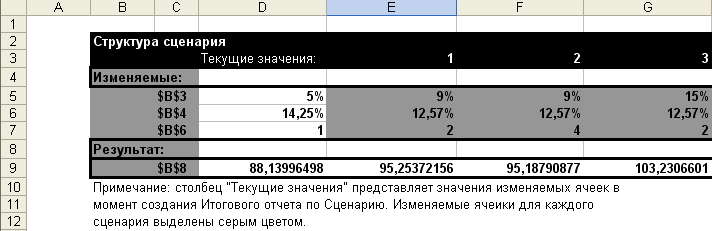 A B C D E F G
1
2 Структура сценария
3 Текущие значения: 1 2 3
4 Изменяемые:
5 $B$3 5% 9% 9% 15%
6 $B$4 14,25% 12,57% 12,57% 12,57%
7 $B$6 1 2 4 2
8 Результат:
9 $B$8 88,13996498 95,25372156 95,18790877 103,2306601
10 Примечание: столбец "Текущие значения" представляет значения изменяемых ячеек в
11 момент создания Итогового отчета по Сценарию. Изменяемые ячейки для каждого
12 сценария выделены серым цветом.